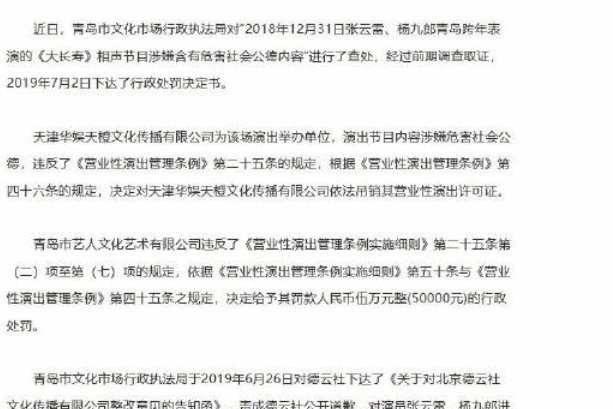 近日，青岛市文化市场行政执法局对“2018年12月31日张云雷、杨九郎青岛跨年表
演的《大长寿》相声节目涉嫌含有危害社会公德内容”进行了查处，经过前期调查取证，
2019年7月2日下达了行政处罚决定书。
天津华娱天橙文化传播有限公司为该场演出举办单位，演出节目内容涉嫌危害社会公
德，违反了《营业性演出管理条例》第二十五条的规定，根据《营业性演出管理条例》第
四十六条的规定，决定对天津华娱天橙文化传播有限公司依法吊销其营业性演出许可证。
青岛市艺人文化艺术有限公司违反了《营业性演出管理条例实施细则》第二十五条第
（二）项至第（七）项的规定，依据《营业性演出管理条例实施细则》第五十条与《营业
性演出管理条例》第四十五条之规定，决定给予其罚款人民币伍万元整(50000元)的行政
处罚。
青岛市文化市场行政执法局于2019年6月26日对德云社下达了《关于对北京德云社
文化传播有限公司整改意见的告知函》，责成德云社公开道歉，对演员张云雷、杨九郎进